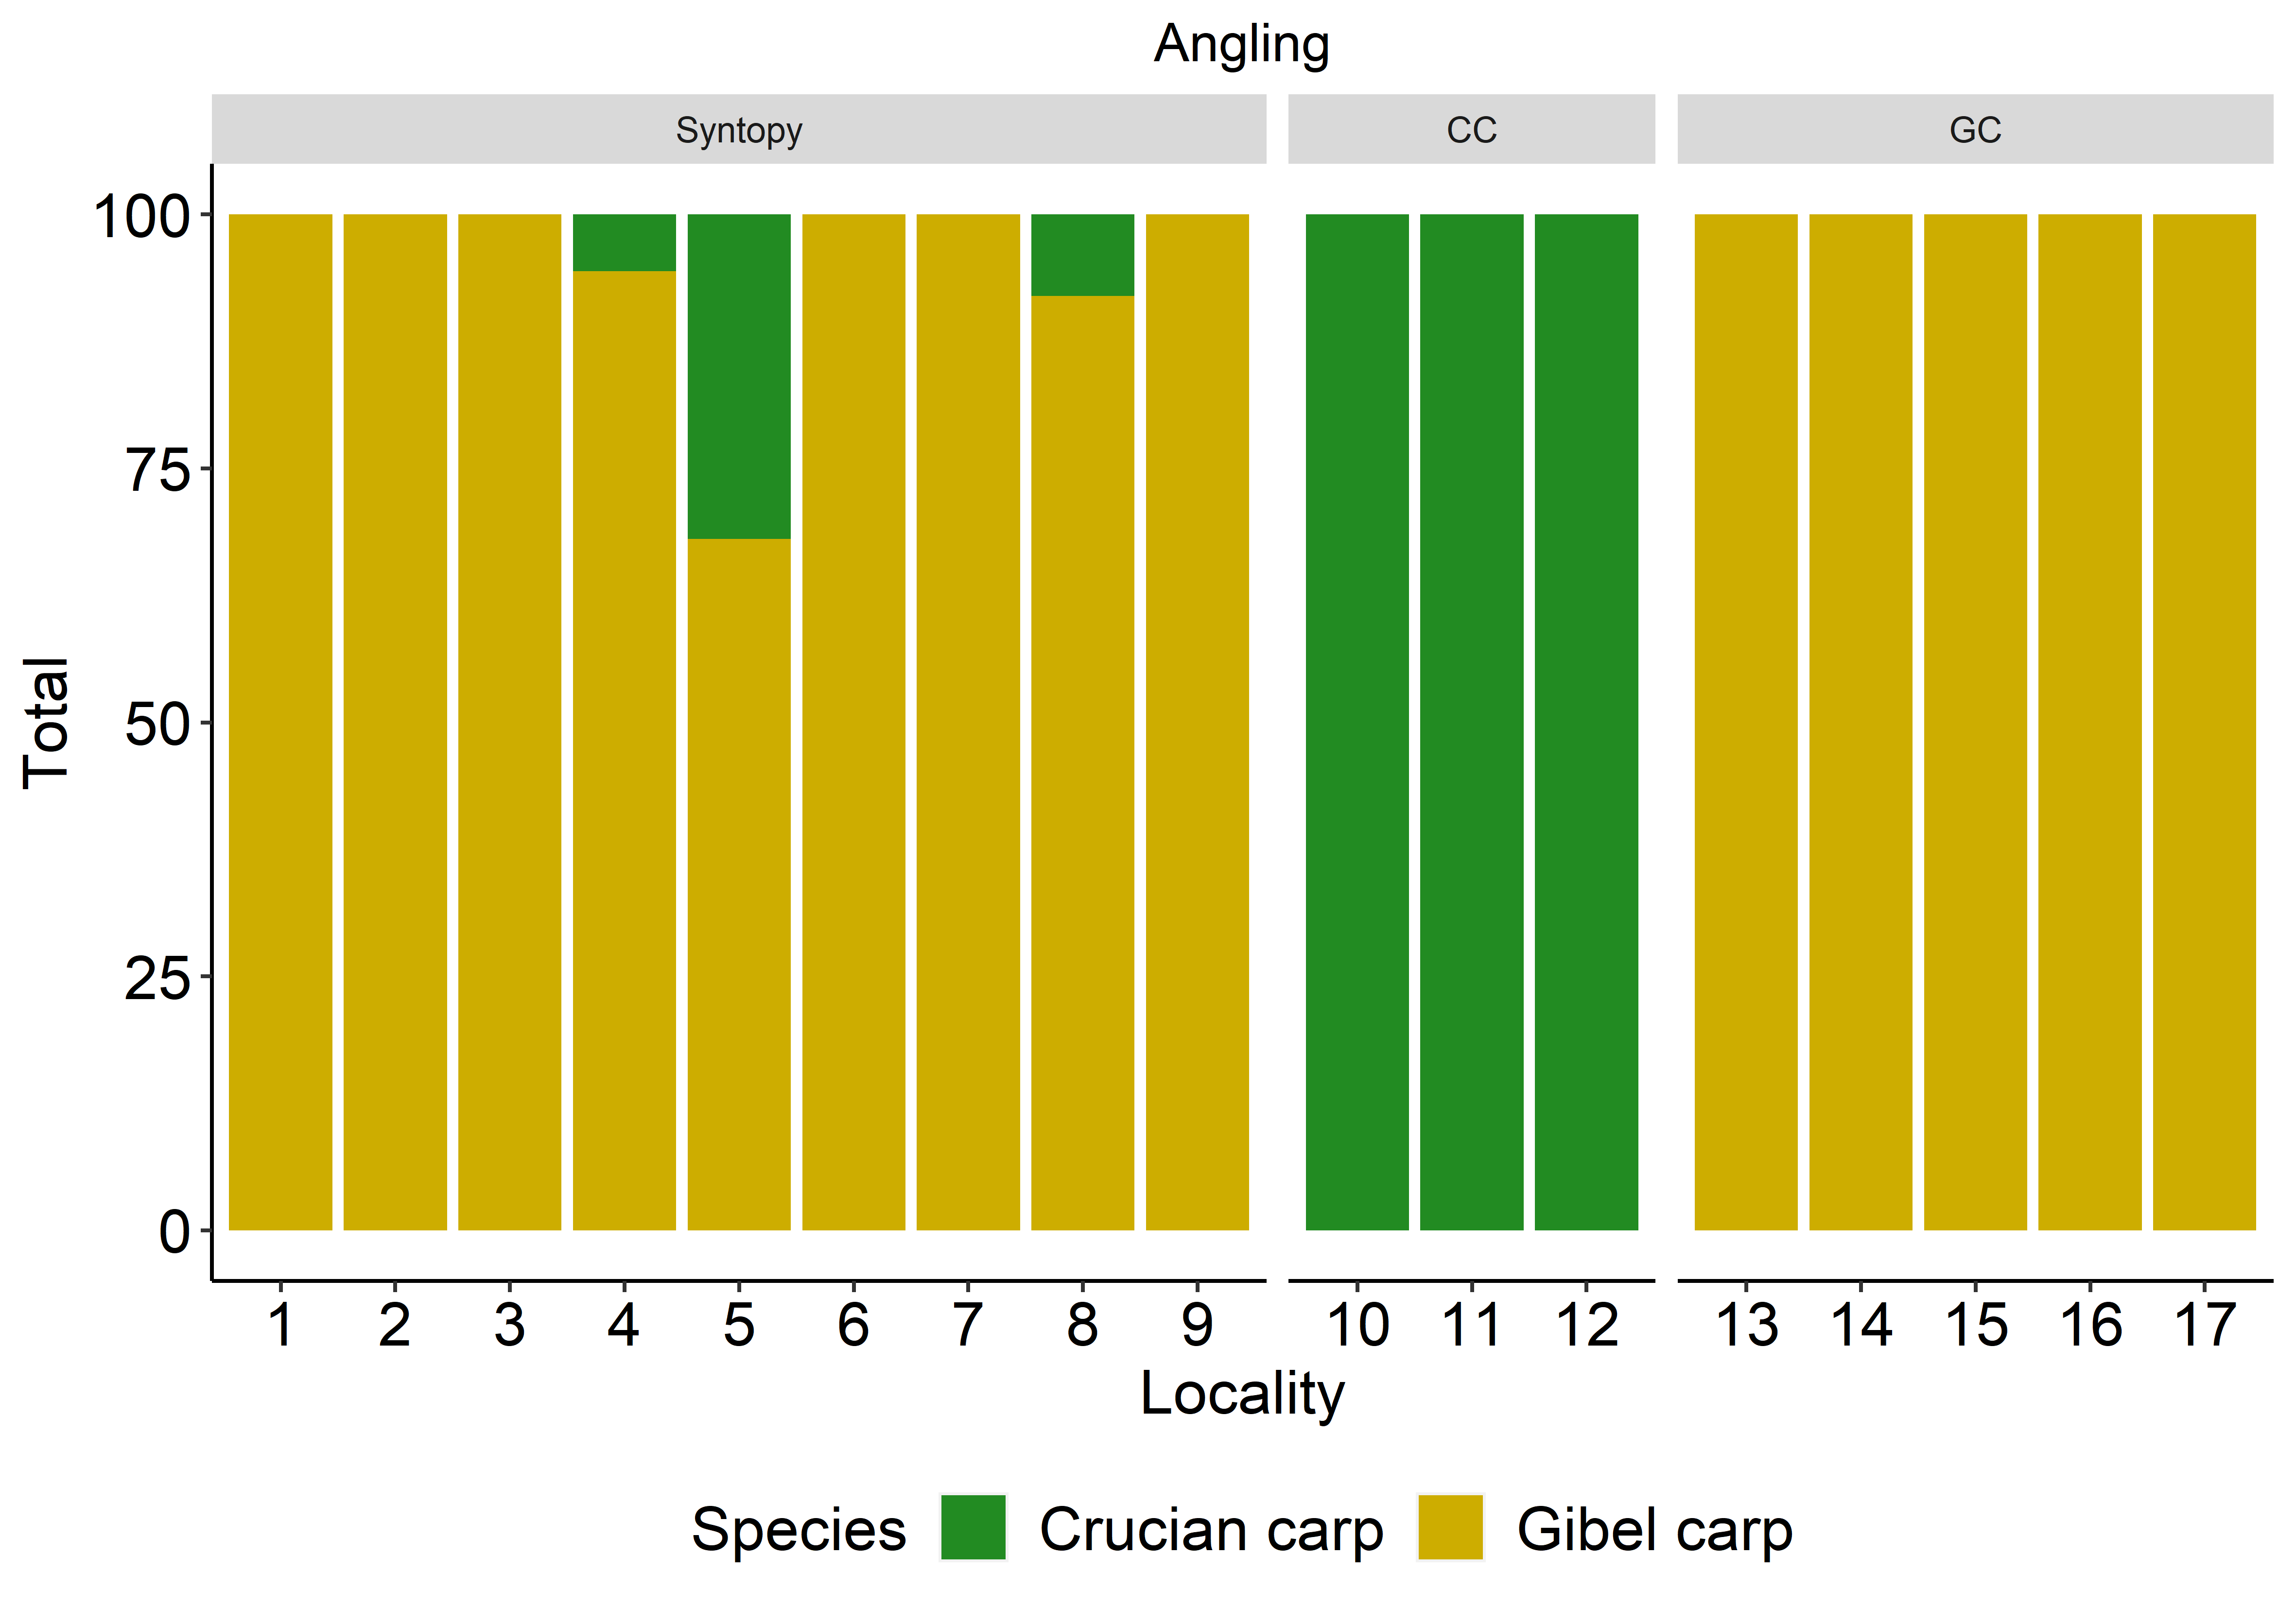 Angling
Syntopy CC GC
100
75
50
25
0
Total
1 2 3 4 5 6 7 8 9 10 11 12 13 14 15 16 17
Locality
Species Crucian carp Gibel carp